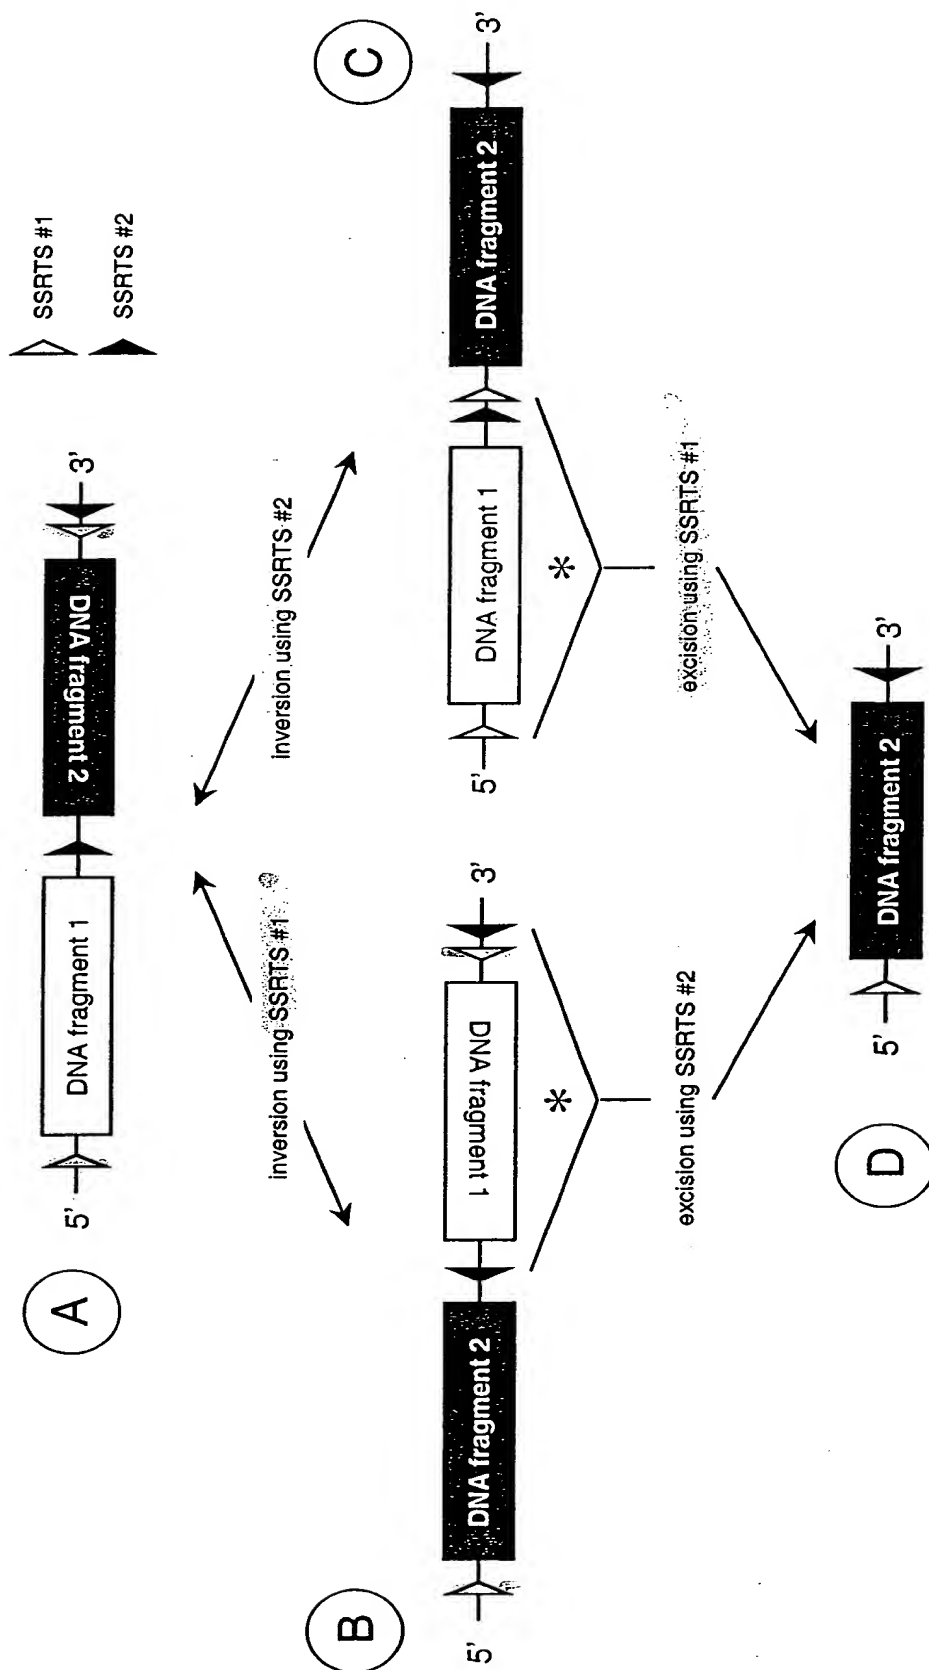 SSRTS #1
SSRTS #2
A
5'
DNA fragment 1
DNA fragment 2
3'
inversion using SSRTS #1
inversion using SSRTS #2
B
5'
DNA fragment 2
DNA fragment 1
3'
*
excision using SSRTS #2
C
5'
DNA fragment 1
DNA fragment 2
3'
*
excision using SSRTS #1
D
5'
DNA fragment 2
3'